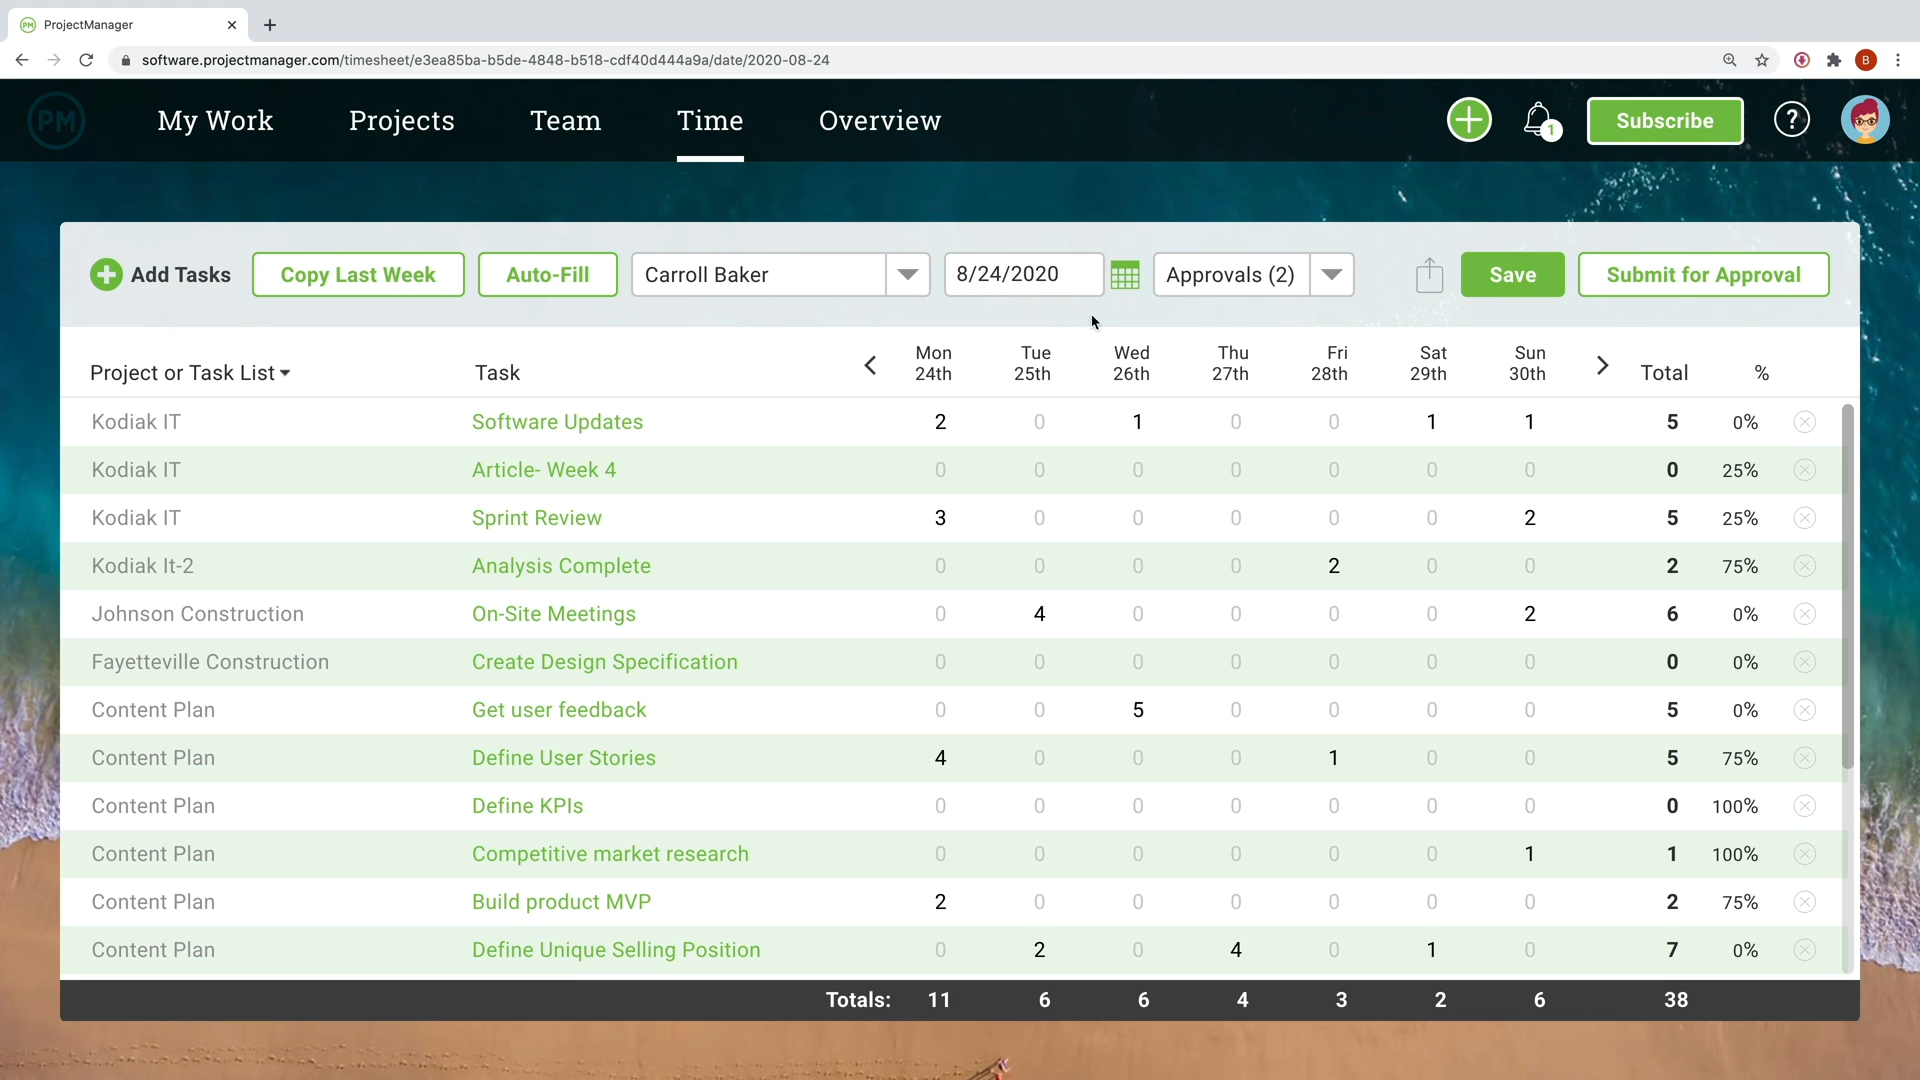 PM ProjectManager
software.projectmanager.com/timesheet/e3ea85ba-b5de-4848-b518-cdf40d444a9a/date/2020-08-24 B
PM My Work Projects Team Time Overview 1 Subscribe ?
Add Tasks Copy Last Week Auto-Fill Carroll Baker 8/24/2020 Approvals (2) Save Submit for Approval
Mon Tue Wed Thu Fri Sat Sun
Project or Task List Task 24th 25th 26th 27th 28th 29th 30th Total %
Kodiak IT Software Updates 2 0 1 0 0 1 1 5 0%
Kodiak IT Article- Week 4 0 0 0 0 0 0 0 0 25%
Kodiak IT Sprint Review 3 0 0 0 0 0 2 5 25%
Kodiak It-2 Analysis Complete 0 0 0 0 2 0 0 2 75%
Johnson Construction On-Site Meetings 0 4 0 0 0 0 2 6 0%
Fayetteville Construction Create Design Specification 0 0 0 0 0 0 0 0 0%
Content Plan Get user feedback 0 0 5 0 0 0 0 5 0%
Content Plan Define User Stories 4 0 0 0 1 0 0 5 75%
Content Plan Define KPIs 0 0 0 0 0 0 0 0 100%
Content Plan Competitive market research 0 0 0 0 0 0 1 1 100%
Content Plan Build product MVP 2 0 0 0 0 0 0 2 75%
Content Plan Define Unique Selling Position 0 2 0 4 0 1 0 7 0%
Totals: 11 6 6 4 3 2 6 38